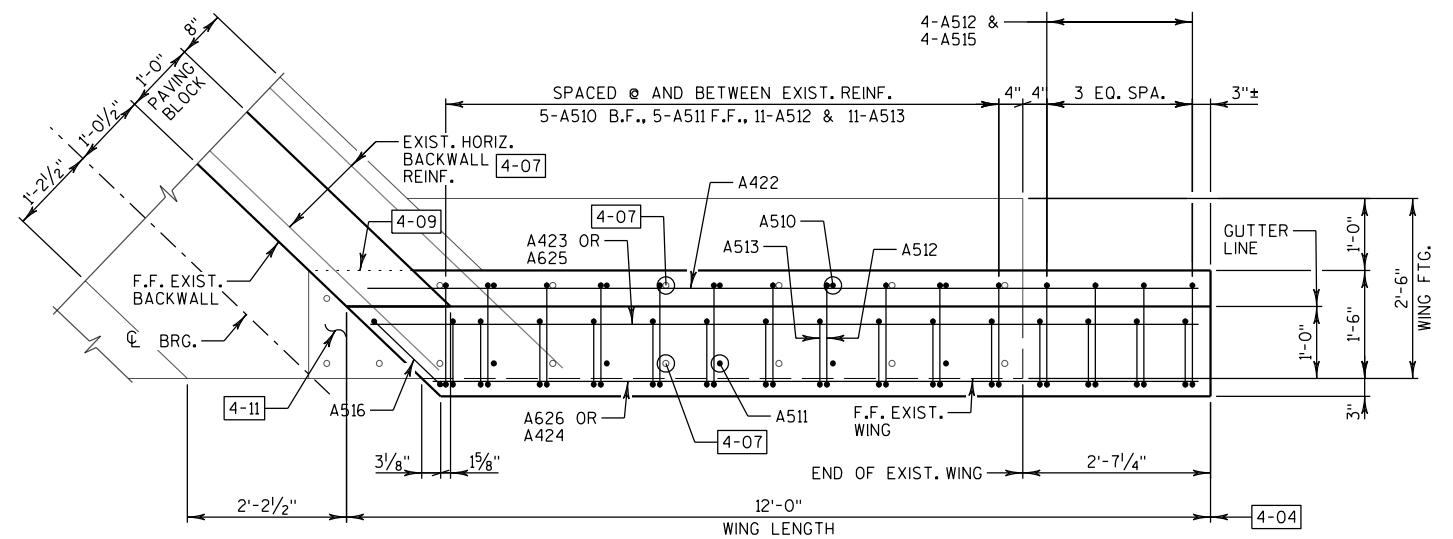 4-A512 &
4-A515
8"
1'-0"
PAVING
BLOCK
1'-0½"
1'-2½"
SPACED @ AND BETWEEN EXIST. REINF.
5-A510 B.F., 5-A511 F.F., 11-A512 & 11-A513
4"
4"
3 EQ. SPA.
3"±
EXIST. HORIZ.
BACKWALL
REINF.
4-07
A422
4-07
A510
4-09
A423 OR
A625
A513
A512
GUTTER
LINE
1'-0"
2'-6"
WING FTG.
1'-6"
1'-0"
3"
F.F. EXIST.
BACKWALL
℄ BRG.
4-11
A516
A626 OR
A424
4-07
A511
F.F. EXIST.
WING
3⅛"
1⅝"
END OF EXIST. WING
2'-7¼"
2'-2½"
12'-0"
WING LENGTH
4-04